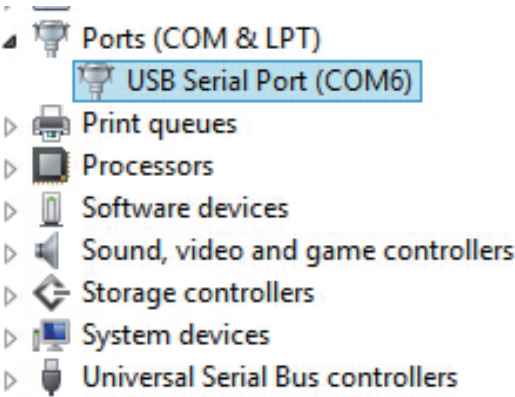 Ports (COM & LPT)
USB Serial Port (COM6)
Print queues
Processors
Software devices
Sound, video and game controllers
Storage controllers
System devices
Universal Serial Bus controllers